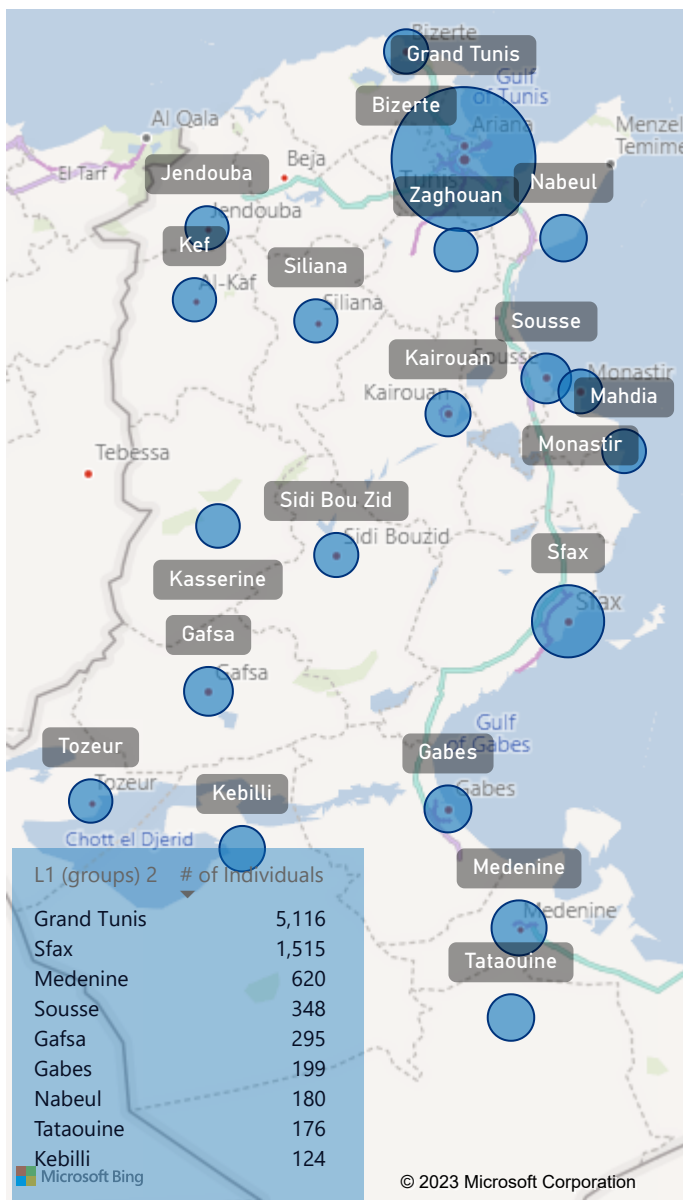 Bizerte
Grand Tunis
Gulf
of Tunis
Bizerte
Al Qala
Ariana
Menzel
Temime
El Tarf
Beja
Jendouba
Tunis
Nabeul
Zaghouan
Jendouba
Kef
Siliana
Al-Kaf
Siliana
Sousse
Sousse
Kairouan
Monastir
Kairouan
Mahdia
Monastir
Tebessa
Sidi Bou Zid
Sidi Bouzid
Sfax
Kasserine
Sfax
Gafsa
Gafsa
Gulf
of Gabes
Tozeur
Gabes
Tozeur
Kebilli
Gabes
Chott el Djerid
Medenine
L1 (groups) 2 # of Individuals
Medenine
Grand Tunis 5,116
Sfax 1,515
Tataouine
Medenine 620
Sousse 348
Gafsa 295
Gabes 199
Nabeul 180
Tataouine 176
Kebilli 124
Microsoft Bing
© 2023 Microsoft Corporation